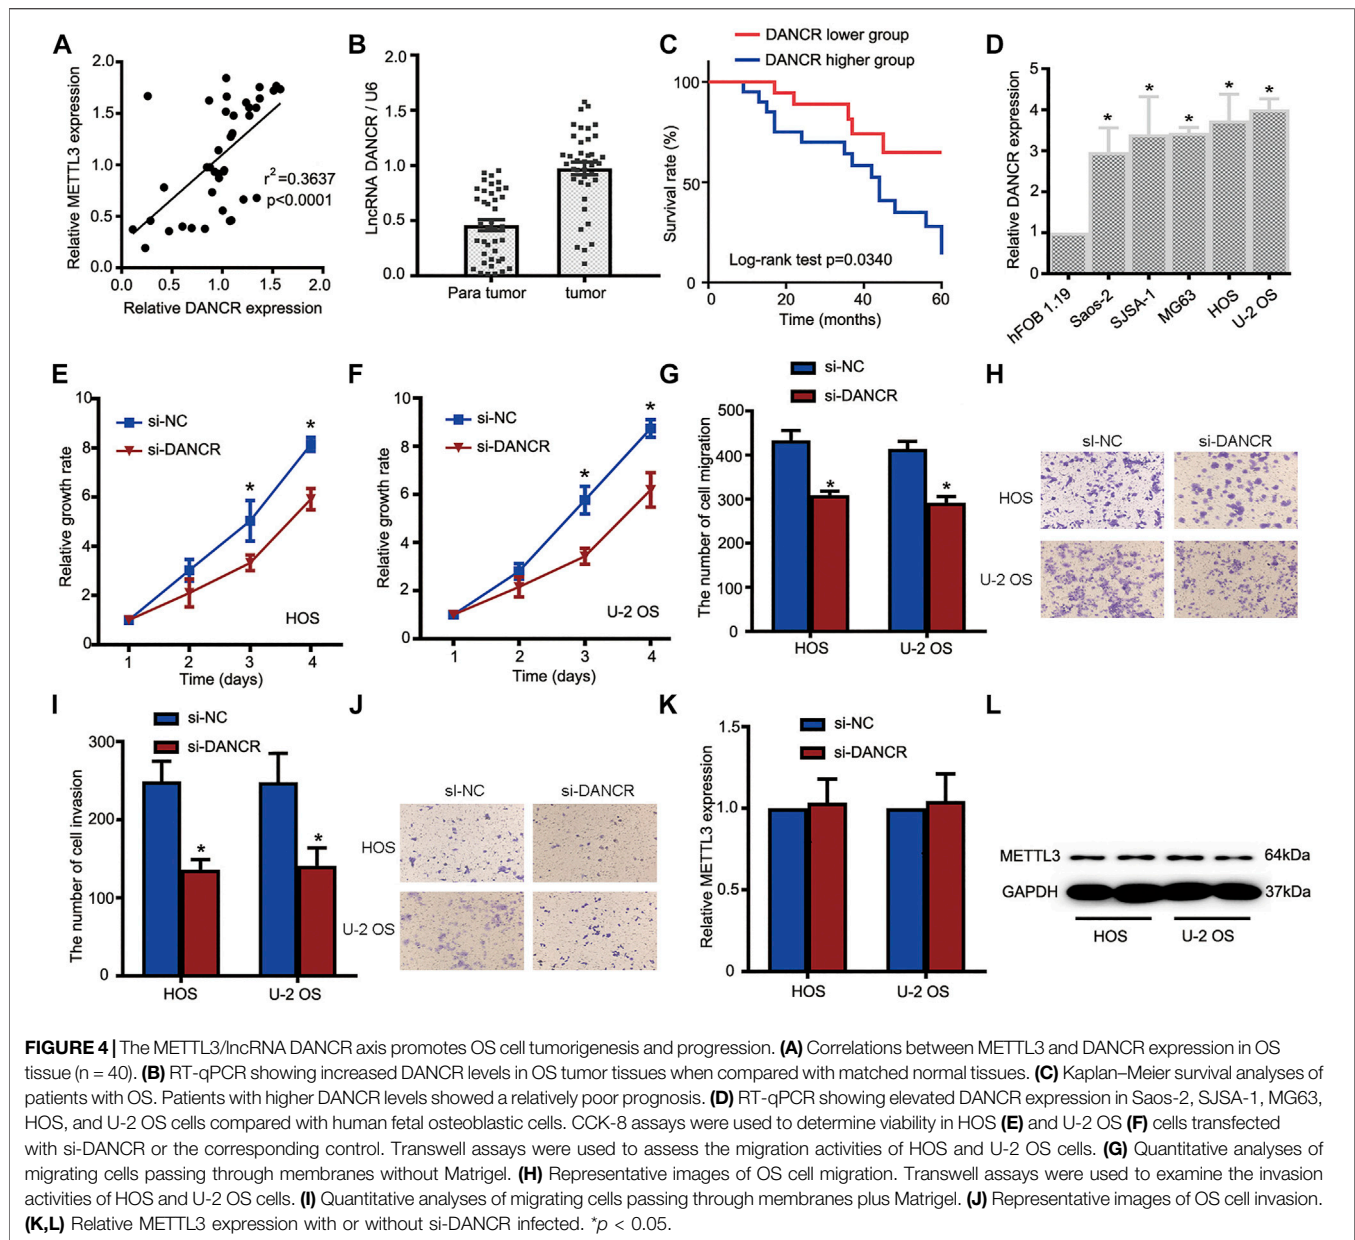 A
Relative METTL3 expression
2.0
1.5
1.0
0.5
0.0
0.0 0.5 1.0 1.5 2.0
Relative DANCR expression
r2=0.3637
p<0.0001
B
LncRNA DANCR / U6
2.0
1.5
1.0
0.5
0.0
Para tumor tumor
C
DANCR lower group
DANCR higher group
Survival rate (%)
100
50
0
0 20 40 60
Time (months)
Log-rank test p=0.0340
D
Relative DANCR expression
5
4
3
2
1
0
* * * * *
hFOB 1.19 Saos-2 SJSA-1 MG63 HOS U-2 OS
E
si-NC
si-DANCR
Relative growth rate
10
8
6
4
2
0
* *
HOS
1 2 3 4
Time (days)
F
si-NC
si-DANCR
Relative growth rate
10
8
6
4
2
0
* *
U-2 OS
1 2 3 4
Time (days)
G
si-NC
si-DANCR
The number of cell migration
500
400
300
200
100
0
* *
HOS U-2 OS
H
sI-NC si-DANCR
HOS
U-2 OS
I
si-NC
si-DANCR
The number of cell invasion
300
200
100
0
* *
HOS U-2 OS
J
sI-NC si-DANCR
HOS
U-2 OS
K
si-NC
si-DANCR
Relative METTL3 expression
1.5
1.0
0.5
0
HOS U-2 OS
L
METTL3 64kDa
GAPDH 37kDa
HOS U-2 OS
FIGURE 4 | The METTL3/lncRNA DANCR axis promotes OS cell tumorigenesis and progression. (A) Correlations between METTL3 and DANCR expression in OS
tissue (n = 40). (B) RT-qPCR showing increased DANCR levels in OS tumor tissues when compared with matched normal tissues. (C) Kaplan–Meier survival analyses of
patients with OS. Patients with higher DANCR levels showed a relatively poor prognosis. (D) RT-qPCR showing elevated DANCR expression in Saos-2, SJSA-1, MG63,
HOS, and U-2 OS cells compared with human fetal osteoblastic cells. CCK-8 assays were used to determine viability in HOS (E) and U-2 OS (F) cells transfected
with si-DANCR or the corresponding control. Transwell assays were used to assess the migration activities of HOS and U-2 OS cells. (G) Quantitative analyses of
migrating cells passing through membranes without Matrigel. (H) Representative images of OS cell migration. Transwell assays were used to examine the invasion
activities of HOS and U-2 OS cells. (I) Quantitative analyses of migrating cells passing through membranes plus Matrigel. (J) Representative images of OS cell invasion.
(K,L) Relative METTL3 expression with or without si-DANCR infected. *p < 0.05.